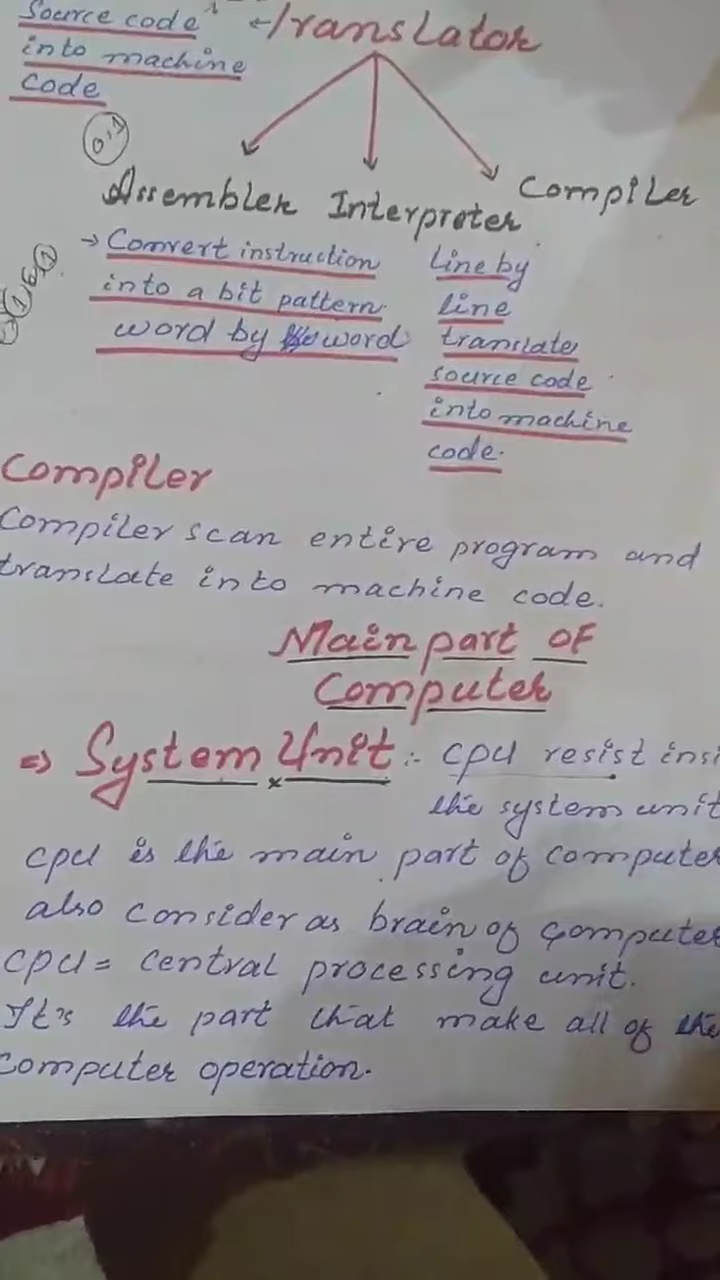 Source code
into machine
code
←Translator
0,1
Assembler Interpreter Compiler
→ Convert instruction
into a bit pattern
word by word
Line by
line
translate
source code
into machine
code.
Compiler
Compiler scan entire program and
translate into machine code.
Main part of
Computer
⇒ System Unit :- CPU resist insi
the system unit
CPU is the main part of computer
also consider as brain of computer
CPU = central processing unit.
It's the part that make all of the
computer operation.